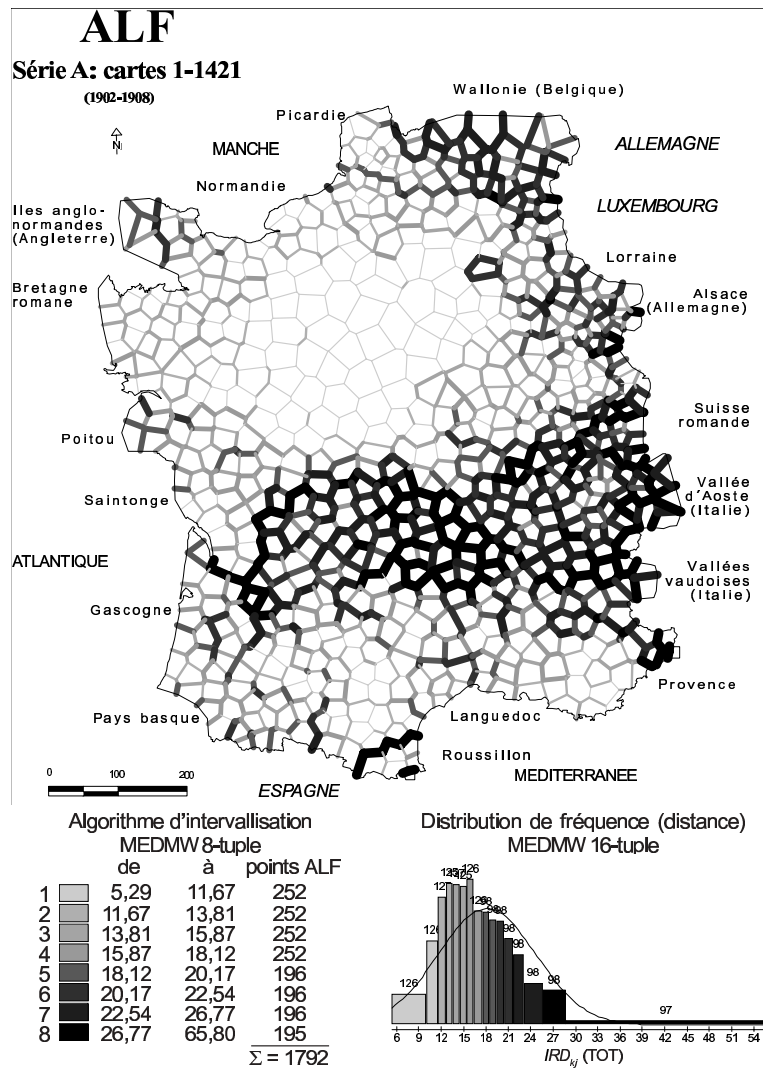 ALF
Série A: cartes 1-1421
(1902-1908)
N
Wallonie (Belgique)
Picardie
MANCHE
ALLEMAGNE
Normandie
Iles anglo-
normandes
(Angleterre)
LUXEMBOURG
Lorraine
Bretagne
romane
Alsace
(Allemagne)
Suisse
romande
Poitou
Vallée
d'Aoste
(Italie)
Saintonge
ATLANTIQUE
Vallées
vaudoises
(Italie)
Gascogne
Provence
Pays basque
Languedoc
Roussillon
MEDITERRANEE
ESPAGNE
0 100 200
Algorithme d'intervallisation
MEDMW 8-tuple
de à points ALF
1 5,29 11,67 252
2 11,67 13,81 252
3 13,81 15,87 252
4 15,87 18,12 252
5 18,12 20,17 196
6 20,17 22,54 196
7 22,54 26,77 196
8 26,77 65,80 195
Σ = 1792
Distribution de fréquence (distance)
MEDMW 16-tuple
126 126 126 98 98 98 98 98 98 97
6 9 12 15 18 21 24 27 30 33 36 39 42 45 48 51 54
IRDkj (TOT)